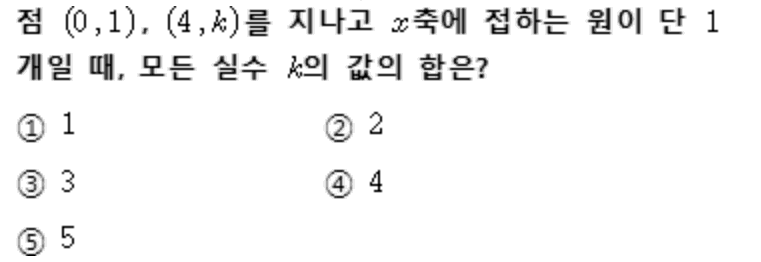 점 (0,1), (4,k)를 지나고 x축에 접하는 원이 단 1
개일 때, 모든 실수 k의 값의 합은?
① 1 ② 2
③ 3 ④ 4
⑤ 5